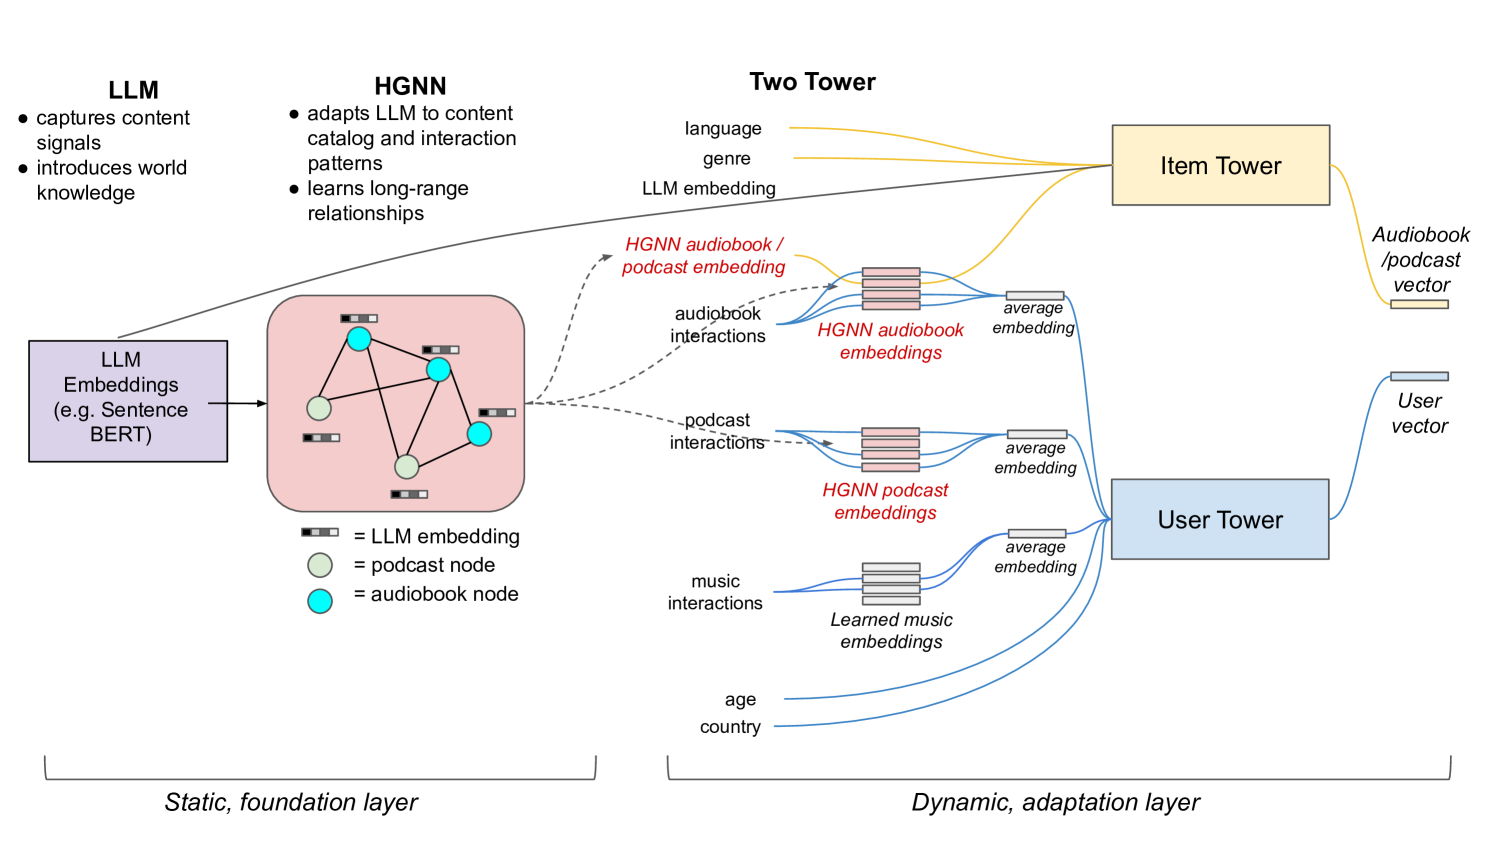 LLM
● captures content
signals
● introduces world
knowledge
HGNN
● adapts LLM to content
catalog and interaction
patterns
● learns long-range
relationships
Two Tower
language
genre
LLM embedding
HGNN audiobook /
podcast embedding
audiobook
interactions
HGNN audiobook
embeddings
average
embedding
podcast
interactions
HGNN podcast
embeddings
average
embedding
music
interactions
Learned music
embeddings
average
embedding
age
country
Item Tower
User Tower
Audiobook
/podcast
vector
User
vector
LLM
Embeddings
(e.g. Sentence
BERT)
= LLM embedding
= podcast node
= audiobook node
Static, foundation layer
Dynamic, adaptation layer